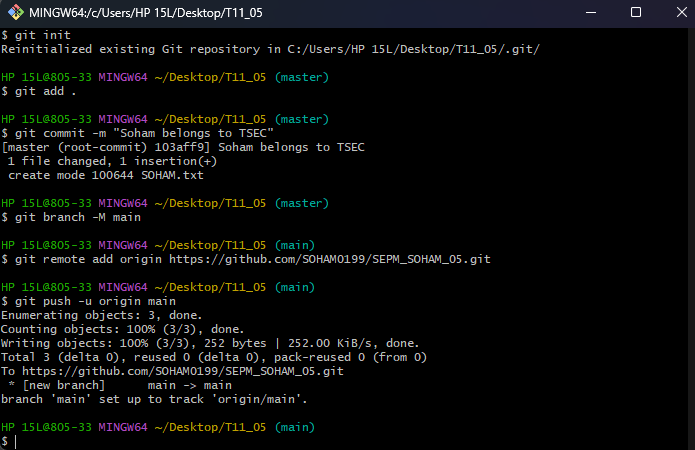 MINGW64:/c/Users/HP 15L/Desktop/T11_05
$ git init
Reinitialized existing Git repository in C:/Users/HP 15L/Desktop/T11_05/.git/
HP 15L@805-33 MINGW64 ~/Desktop/T11_05 (master)
$ git add .
HP 15L@805-33 MINGW64 ~/Desktop/T11_05 (master)
$ git commit -m "Soham belongs to TSEC"
[master (root-commit) 103aff9] Soham belongs to TSEC
 1 file changed, 1 insertion(+)
 create mode 100644 SOHAM.txt
HP 15L@805-33 MINGW64 ~/Desktop/T11_05 (master)
$ git branch -M main
HP 15L@805-33 MINGW64 ~/Desktop/T11_05 (main)
$ git remote add origin https://github.com/SOHAM0199/SEPM_SOHAM_05.git
HP 15L@805-33 MINGW64 ~/Desktop/T11_05 (main)
$ git push -u origin main
Enumerating objects: 3, done.
Counting objects: 100% (3/3), done.
Writing objects: 100% (3/3), 252 bytes | 252.00 KiB/s, done.
Total 3 (delta 0), reused 0 (delta 0), pack-reused 0 (from 0)
To https://github.com/SOHAM0199/SEPM_SOHAM_05.git
 * [new branch]      main -> main
branch 'main' set up to track 'origin/main'.
HP 15L@805-33 MINGW64 ~/Desktop/T11_05 (main)
$